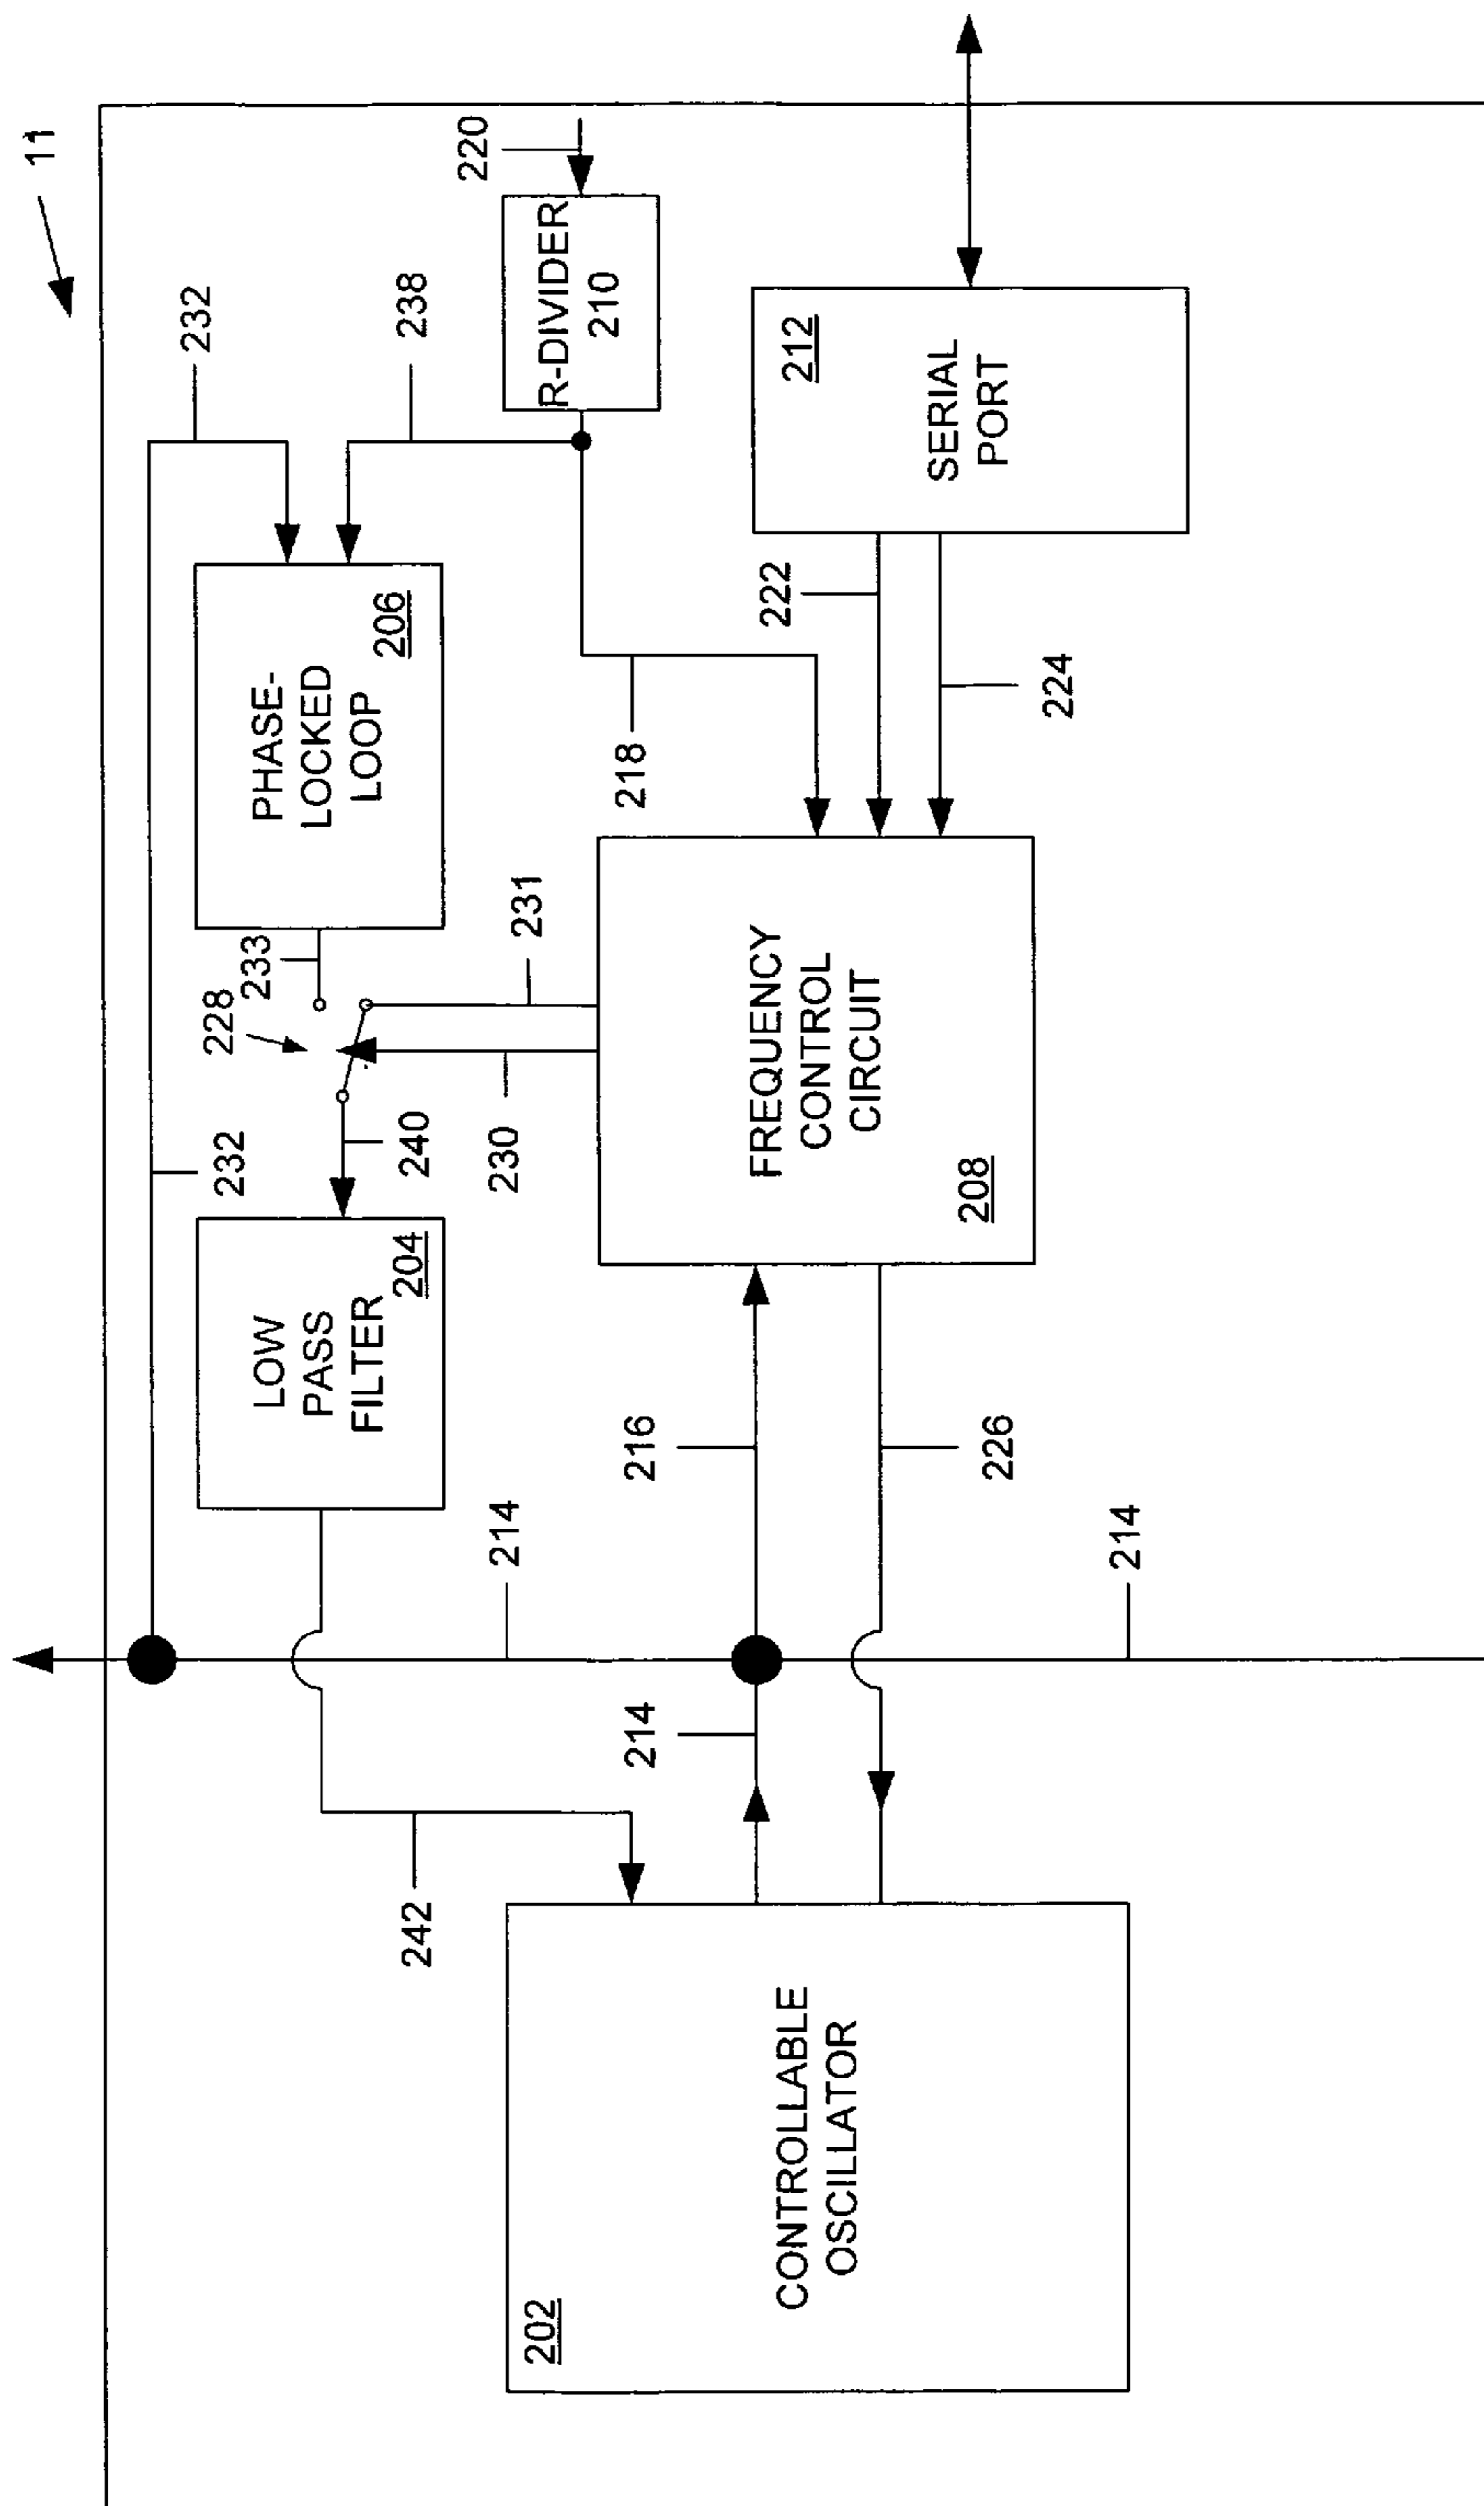 11
232
232
228
233
LOW
PASS
FILTER
204
PHASE-
LOCKED
LOOP
206
242
240
238
220
214
230
231
R-DIVIDER
210
202
CONTROLLABLE
OSCILLATOR
214
216
218
FREQUENCY
CONTROL
CIRCUIT
208
222
212
SERIAL
PORT
226
224
214